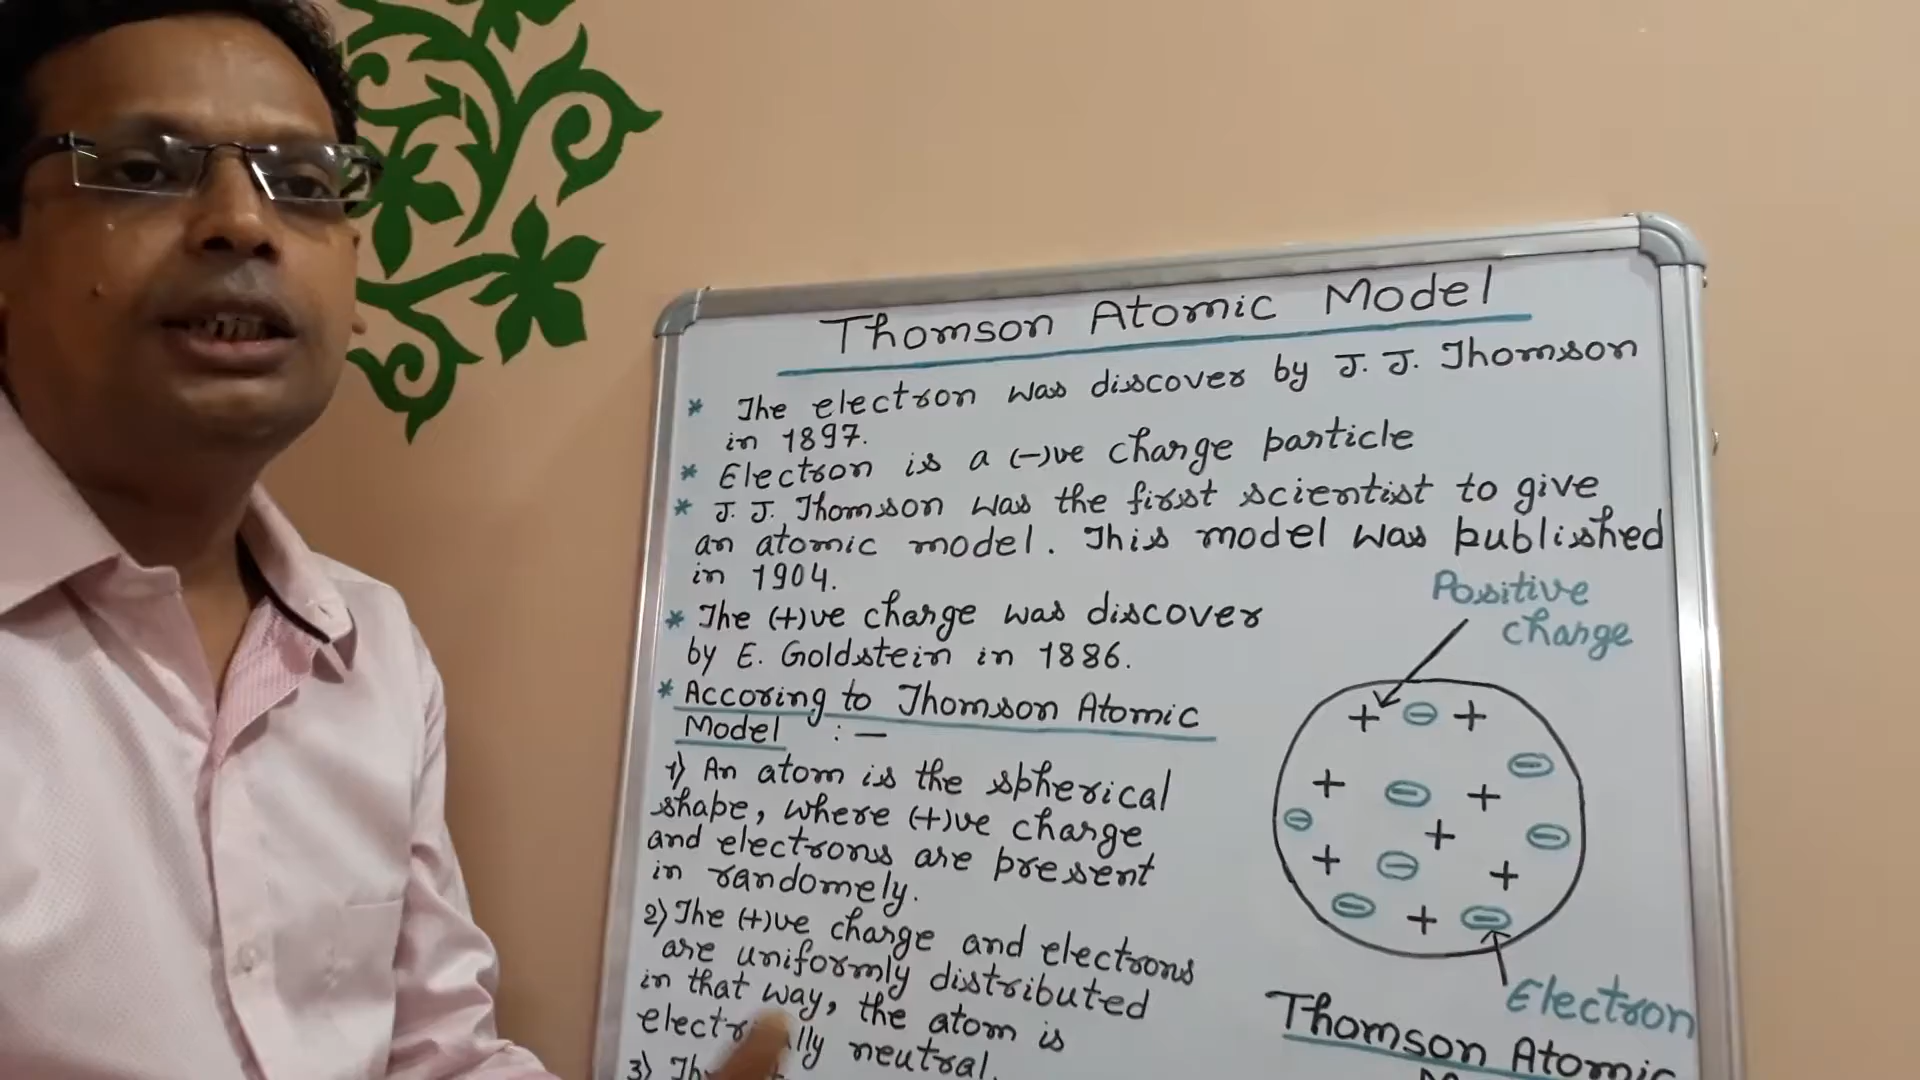 Thomson Atomic Model
* The electron was discover by J. J. Thomson
in 1897.
* Electron is a (-)ve charge particle
* J. J. Thomson was the first scientist to give
an atomic model. This model was published
in 1904.
* The (+)ve charge was discover
by E. Goldstein in 1886.
* Accoring to Thomson Atomic
Model :-
1) An atom is the spherical
shape, where (+)ve charge
and electrons are present
in randomely.
2) The (+)ve charge and electrons
are uniformly distributed
in that way, the atom is
neutral.
3)
Positive
charge
+ ⊖ +
⊖
+ ⊖ +
⊖ + ⊖
+ ⊖ +
⊖ + ⊖
Electron
Thomson Atomic